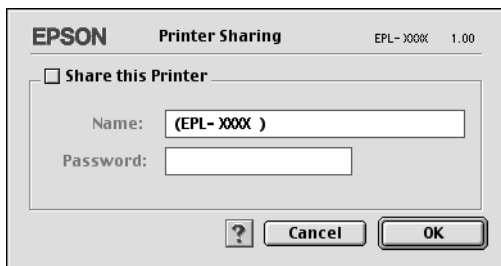 EPSON Printer Sharing EPL-XXXX 1.00
Share this Printer
Name: (EPL-XXXX )
Password:
? Cancel OK